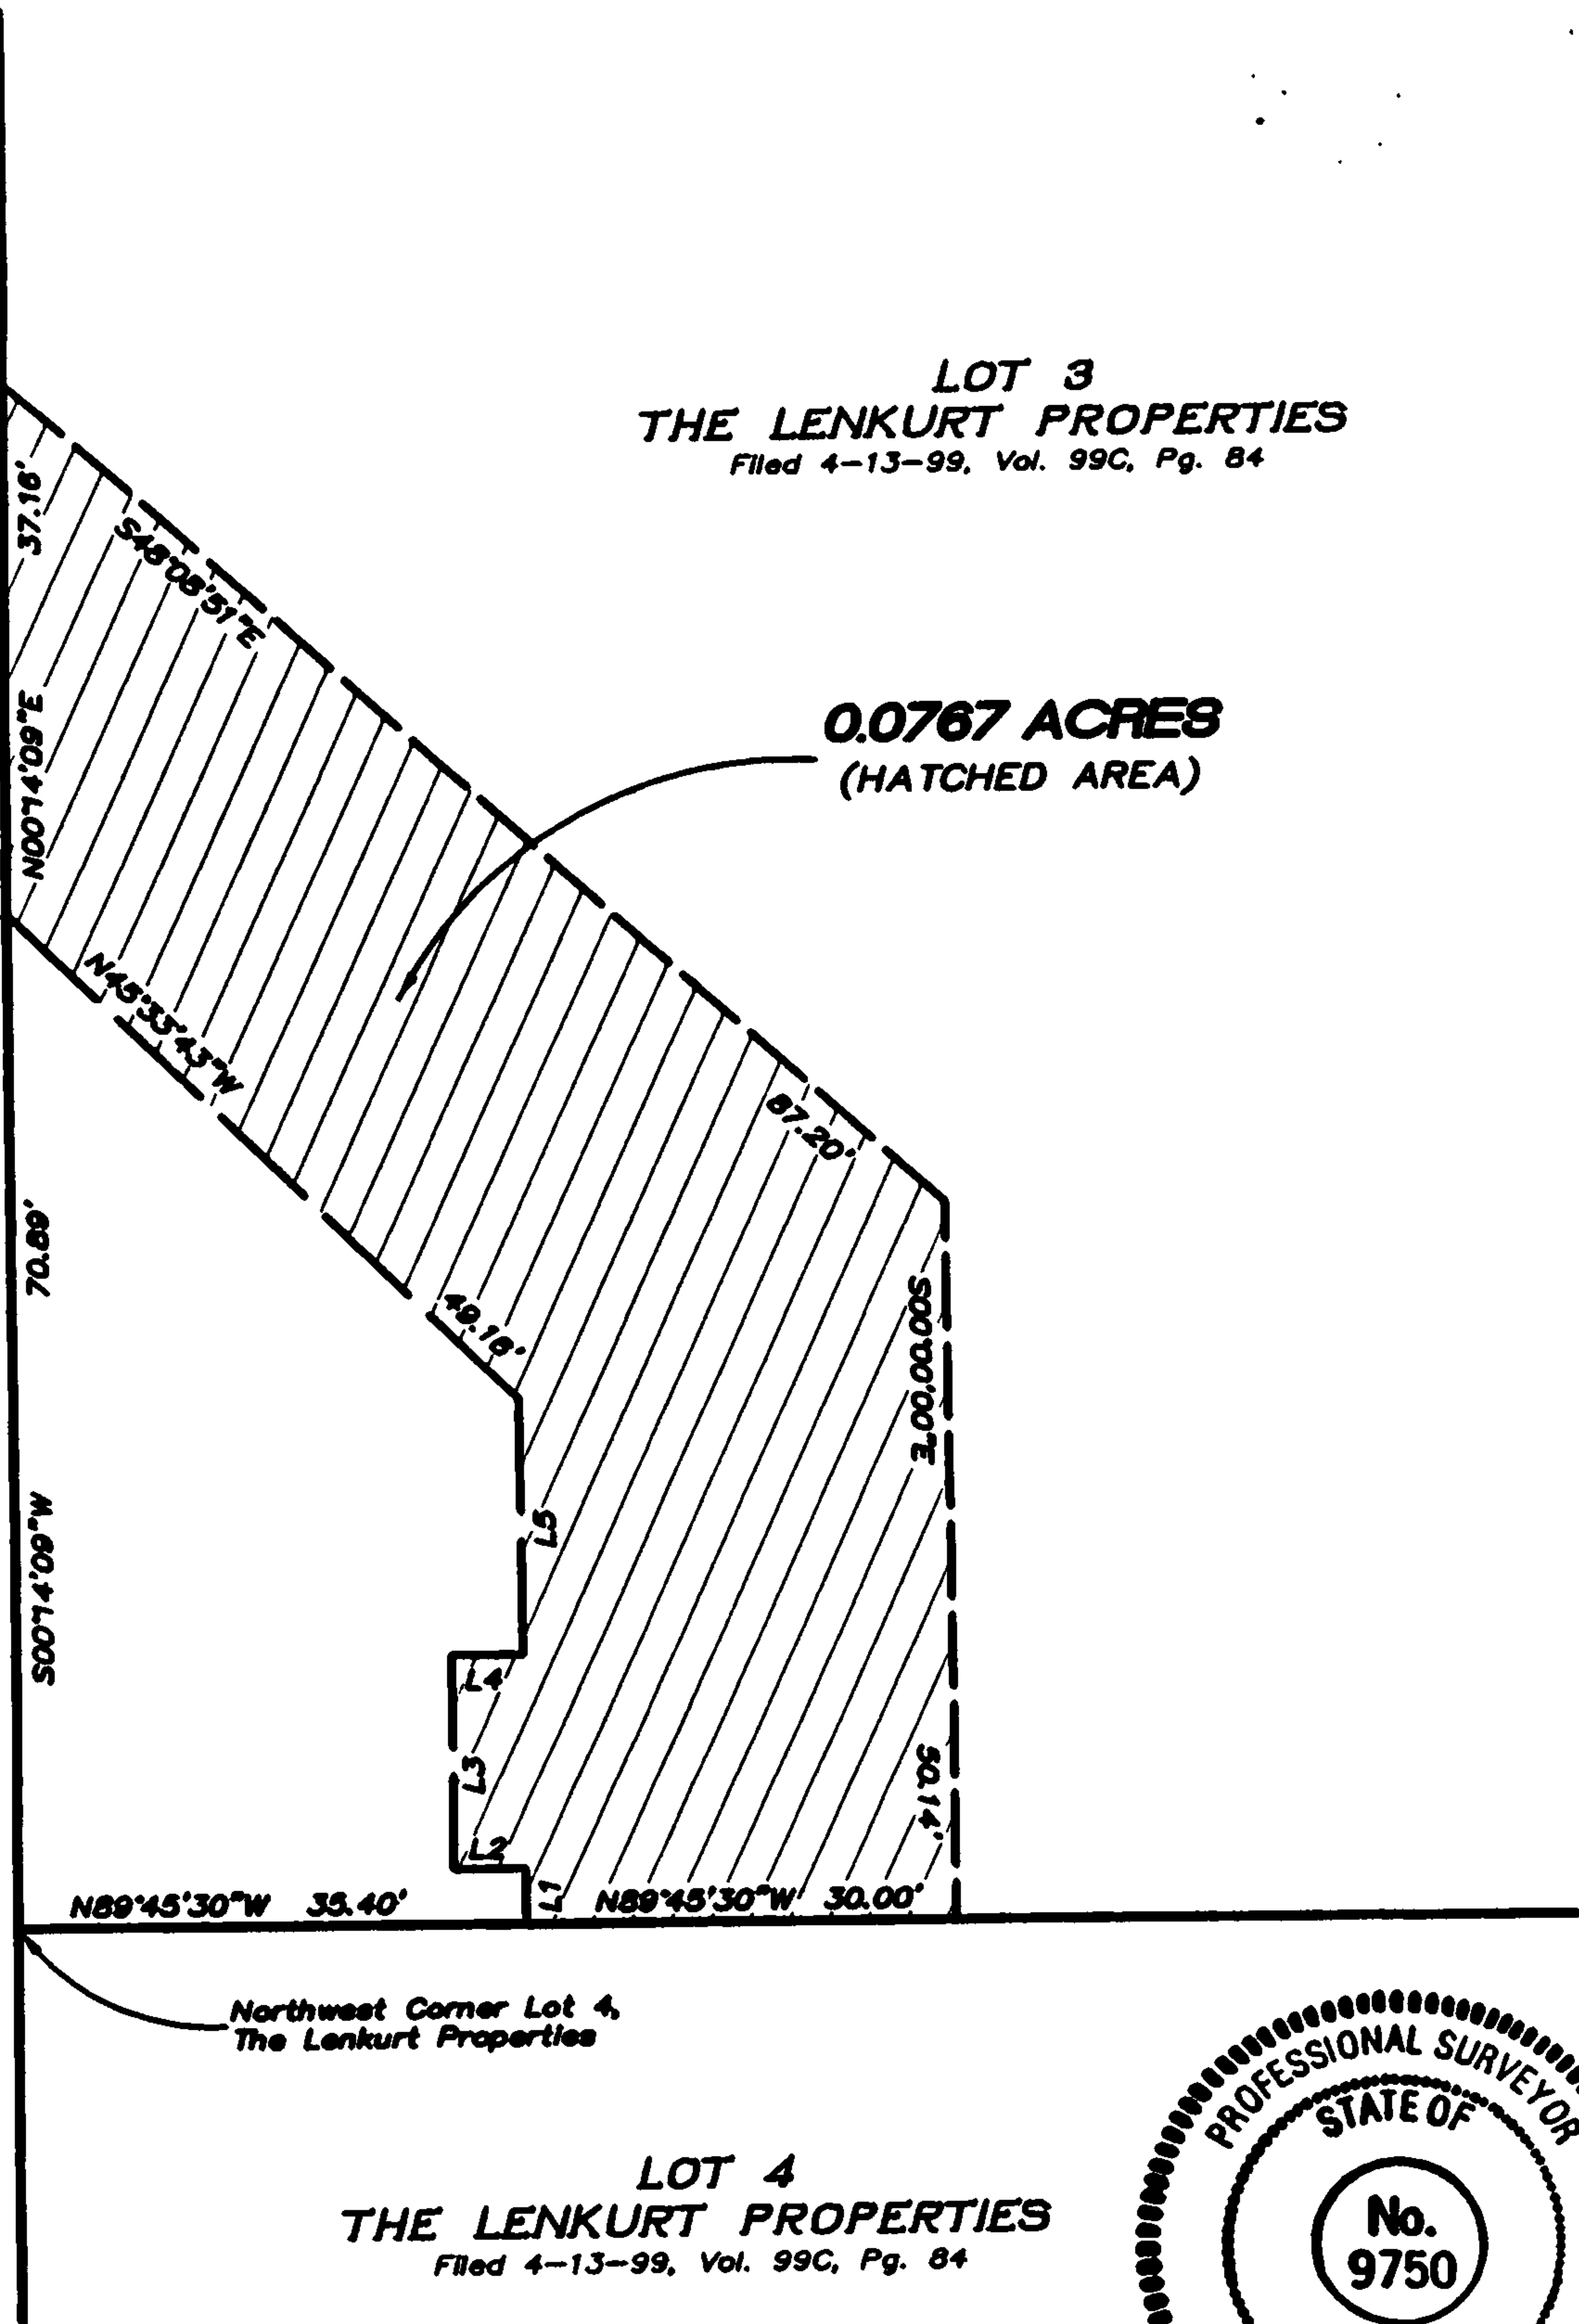 LOT 3
THE LENKURT PROPERTIES
Filed 4-13-99, Vol. 99C, Pg. 84
37.16'
N00°14'09"E
0.0767 ACRES
(HATCHED AREA)
N45°33'43"W
87.20'
49.16'
70.89'
S00°00'00"E
50.14'
S00°14'09"W
L5
L4
L3
L2
L1
N89°45'30"W 35.40'
N89°45'30"W 30.00'
Northwest Corner Lot 4,
The Lenkurt Properties
LOT 4
THE LENKURT PROPERTIES
Filed 4-13-99, Vol. 99C, Pg. 84
PROFESSIONAL SURVEYOR
STATE OF
No.
9750